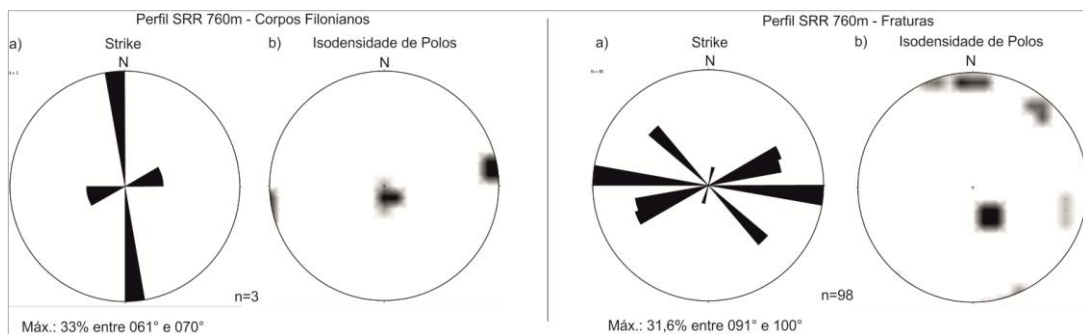 Perfil SRR 760m - Corpos Filonianos
a)
Strike
N
b)
Isodensidade de Polos
N
n=3
Máx.: 33% entre 061° e 070°
Perfil SRR 760m - Fraturas
a)
Strike
N
b)
Isodensidade de Polos
N
n=98
Máx.: 31,6% entre 091° e 100°